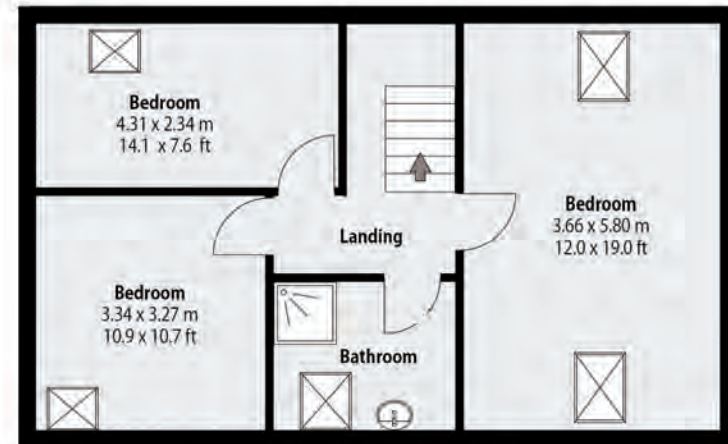 Bedroom
4.31 x 2.34 m
14.1 x 7.6 ft
Bedroom
3.66 x 5.80 m
12.0 x 19.0 ft
Landing
Bedroom
3.34 x 3.27 m
10.9 x 10.7 ft
Bathroom